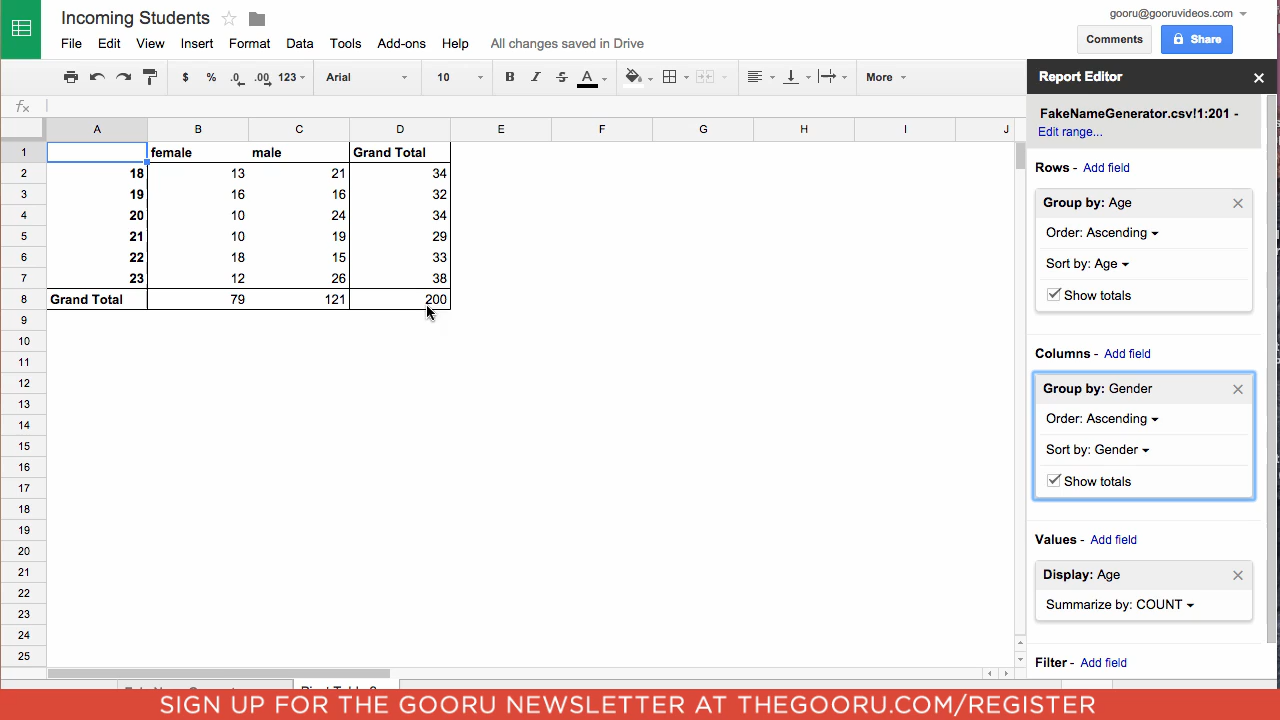 Incoming Students
gooru@gooruvideos.com
File Edit View Insert Format Data Tools Add-ons Help All changes saved in Drive
Comments Share
$ % .0 .00 123 Arial 10 B I S A More
Report Editor
fx
FakeNameGenerator.csv!1:201 -
Edit range...
A B C D E F G H I J
1 female male Grand Total
2 18 13 21 34
3 19 16 16 32
4 20 10 24 34
5 21 10 19 29
6 22 18 15 33
7 23 12 26 38
8 Grand Total 79 121 200
9
10
11
12
13
14
15
16
17
18
19
20
21
22
23
24
25
Rows - Add field
Group by: Age
Order: Ascending
Sort by: Age
Show totals
Columns - Add field
Group by: Gender
Order: Ascending
Sort by: Gender
Show totals
Values - Add field
Display: Age
Summarize by: COUNT
Filter - Add field
SIGN UP FOR THE GOORU NEWSLETTER AT THEGOORU.COM/REGISTER